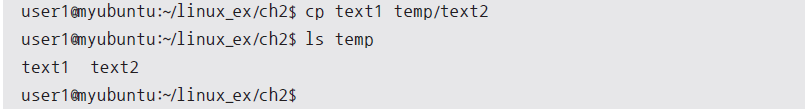 user1@myubuntu:~/linux_ex/ch2$ cp text1 temp/text2
user1@myubuntu:~/linux_ex/ch2$ ls temp
text1  text2
user1@myubuntu:~/linux_ex/ch2$